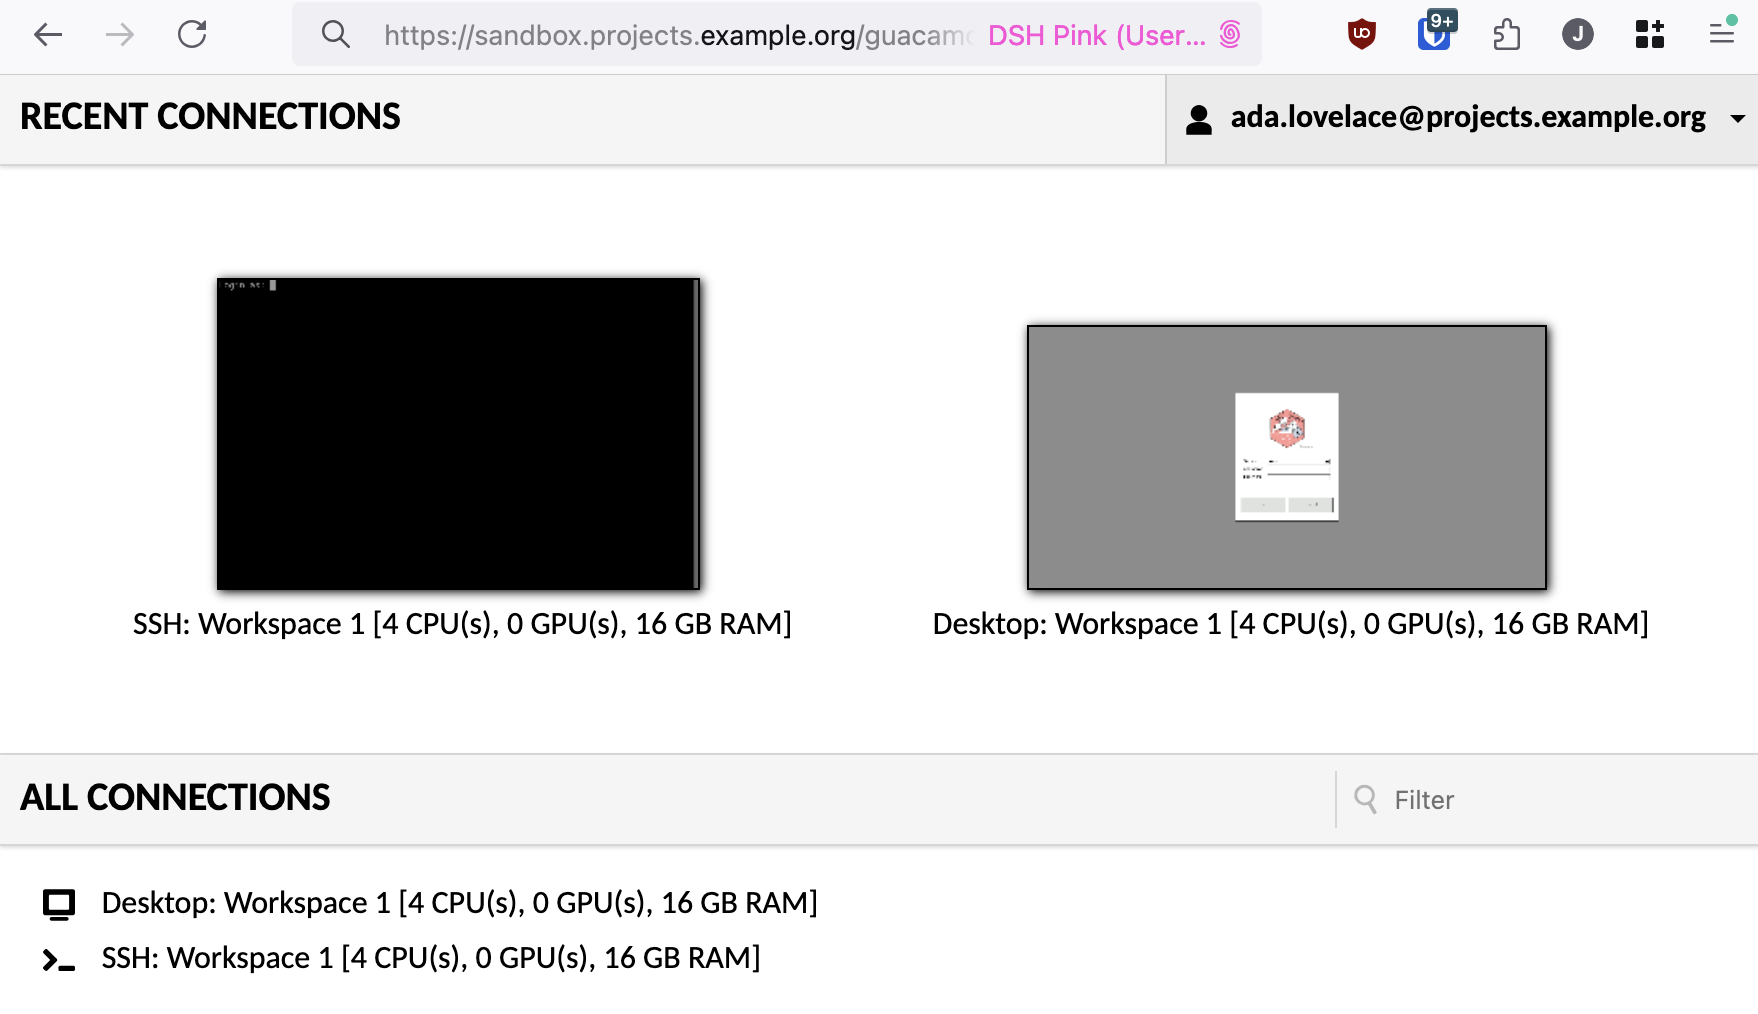 https://sandbox.projects.example.org/guacamo DSH Pink (User... 9+ J
RECENT CONNECTIONS
ada.lovelace@projects.example.org
SSH: Workspace 1 [4 CPU(s), 0 GPU(s), 16 GB RAM]
Desktop: Workspace 1 [4 CPU(s), 0 GPU(s), 16 GB RAM]
ALL CONNECTIONS
Filter
Desktop: Workspace 1 [4 CPU(s), 0 GPU(s), 16 GB RAM]
SSH: Workspace 1 [4 CPU(s), 0 GPU(s), 16 GB RAM]